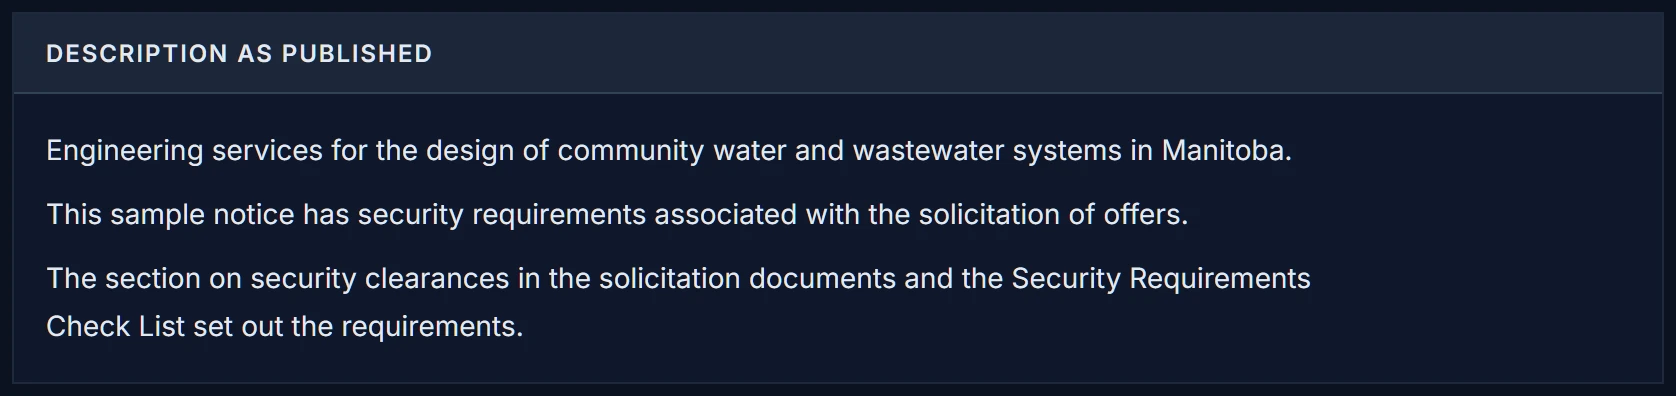 DESCRIPTION AS PUBLISHED
Engineering services for the design of community water and wastewater systems in Manitoba.
This sample notice has security requirements associated with the solicitation of offers.
The section on security clearances in the solicitation documents and the Security Requirements
Check List set out the requirements.